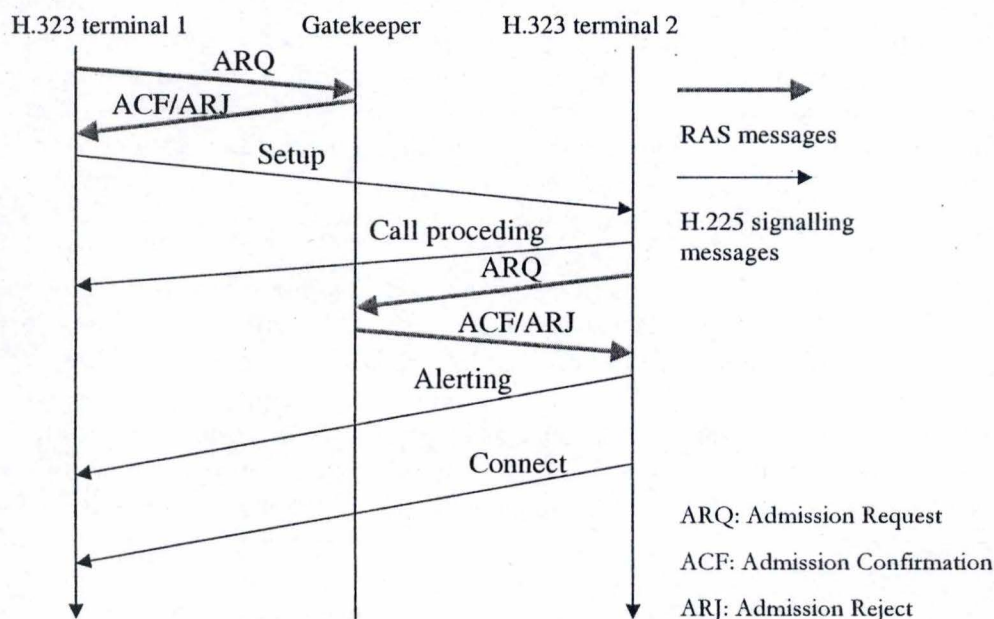 H.323 terminal 1 Gatekeeper H.323 terminal 2
ARQ
ACF/ARJ
RAS messages
Setup
H.225 signalling
messages
Call proceding
ARQ
ACF/ARJ
Alerting
Connect
ARQ: Admission Request
ACF: Admission Confirmation
ARJ: Admission Reject